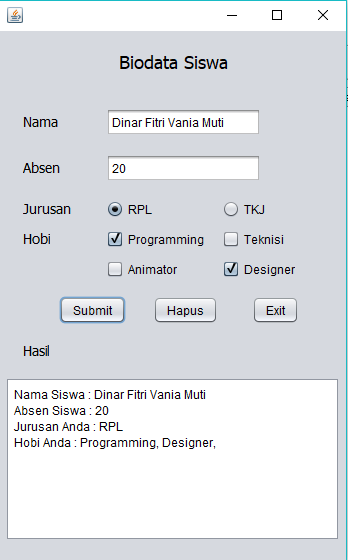 Biodata Siswa
Nama Dinar Fitri Vania Muti
Absen 20
Jurusan RPL TKJ
Hobi Programming Teknisi
Animator Designer
Submit Hapus Exit
Hasil
Nama Siswa : Dinar Fitri Vania Muti
Absen Siswa : 20
Jurusan Anda : RPL
Hobi Anda : Programming, Designer,